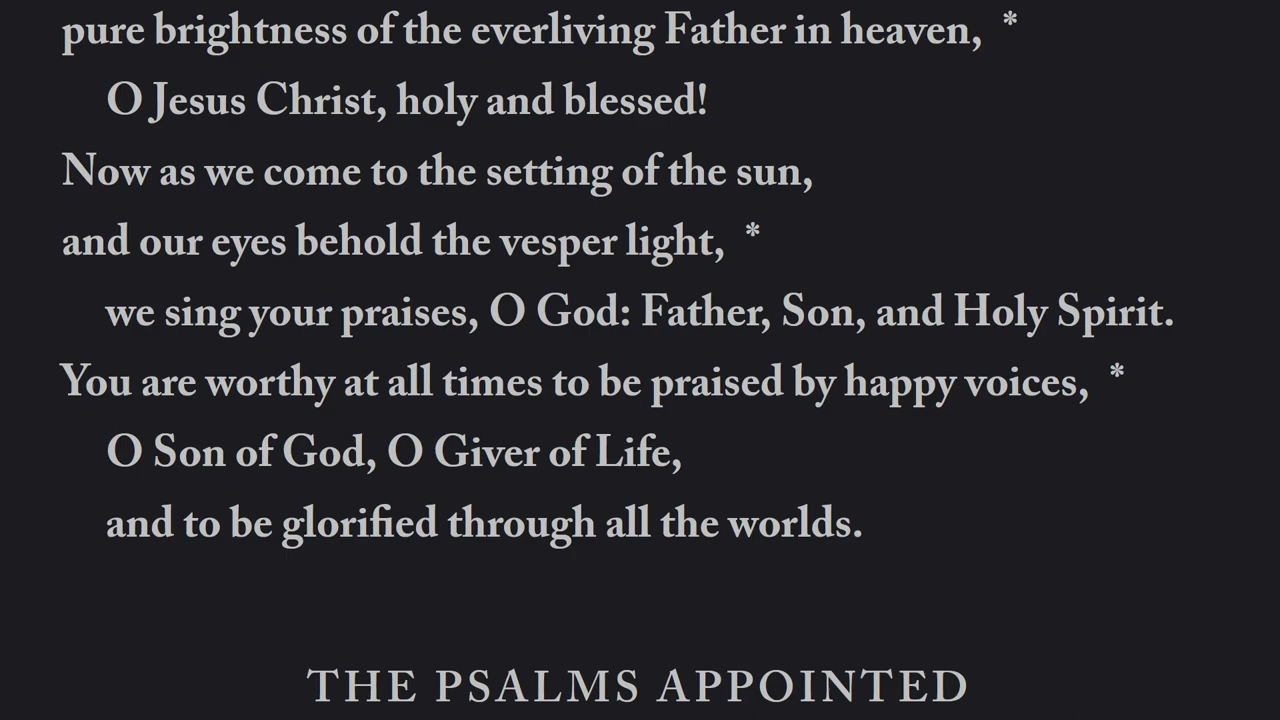 pure brightness of the everliving Father in heaven, *
O Jesus Christ, holy and blessed!
Now as we come to the setting of the sun,
and our eyes behold the vesper light, *
we sing your praises, O God: Father, Son, and Holy Spirit.
You are worthy at all times to be praised by happy voices, *
O Son of God, O Giver of Life,
and to be glorified through all the worlds.
THE PSALMS APPOINTED